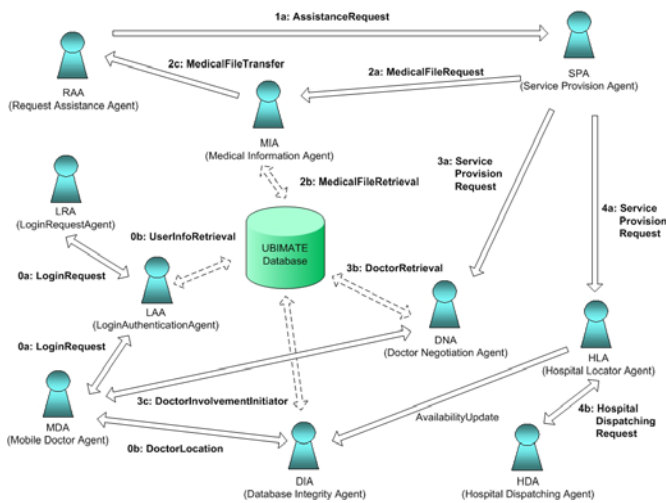 1a: AssistanceRequest
2c: MedicalFileTransfer
2a: MedicalFileRequest
RAA
(Request Assistance Agent)
SPA
(Service Provision Agent)
MIA
(Medical Information Agent)
3a: Service
Provision
Request
2b: MedicalFileRetrieval
LRA
(LoginRequestAgent)
4a: Service
Provision
Request
0b: UserInfoRetrieval
UBIMATE
Database
3b: DoctorRetrieval
0a: LoginRequest
LAA
(LoginAuthenticationAgent)
DNA
(Doctor Negotiation Agent)
HLA
(Hospital Locator Agent)
0a: LoginRequest
MDA
(Mobile Doctor Agent)
3c: DoctorInvolvementInitiator
AvailabilityUpdate
4b: Hospital
Dispatching
Request
0b: DoctorLocation
DIA
(Database Integrity Agent)
HDA
(Hospital Dispatching Agent)